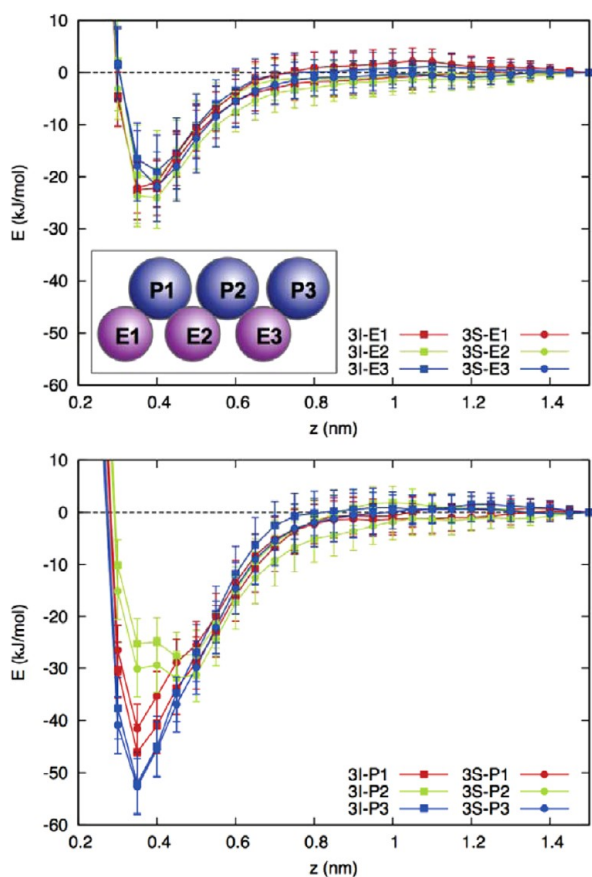 10
0
-10
-20
-30
-40
-50
-60
E (kJ/mol)
P1 P2 P3
E1 E2 E3
3I-E1 3S-E1
3I-E2 3S-E2
3I-E3 3S-E3
0.2 0.4 0.6 0.8 1 1.2 1.4
z (nm)
10
0
-10
-20
-30
-40
-50
-60
E (kJ/mol)
3I-P1 3S-P1
3I-P2 3S-P2
3I-P3 3S-P3
0.2 0.4 0.6 0.8 1 1.2 1.4
z (nm)